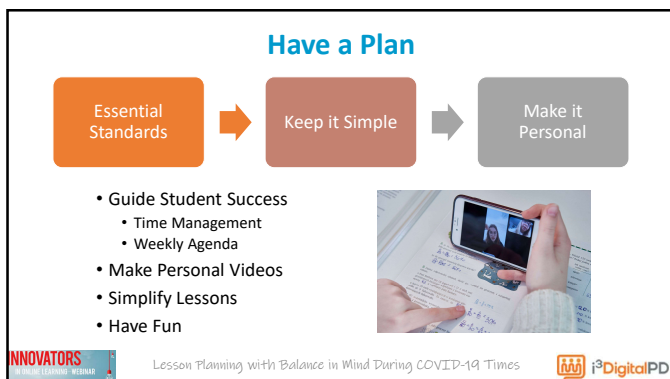 Have a Plan
Essential
Standards
Keep it Simple
Make it
Personal
• Guide Student Success
• Time Management
• Weekly Agenda
• Make Personal Videos
• Simplify Lessons
• Have Fun
INNOVATORS
IN ONLINE LEARNING - WEBINAR
Lesson Planning with Balance in Mind During COVID-19 Times
i³DigitalPD